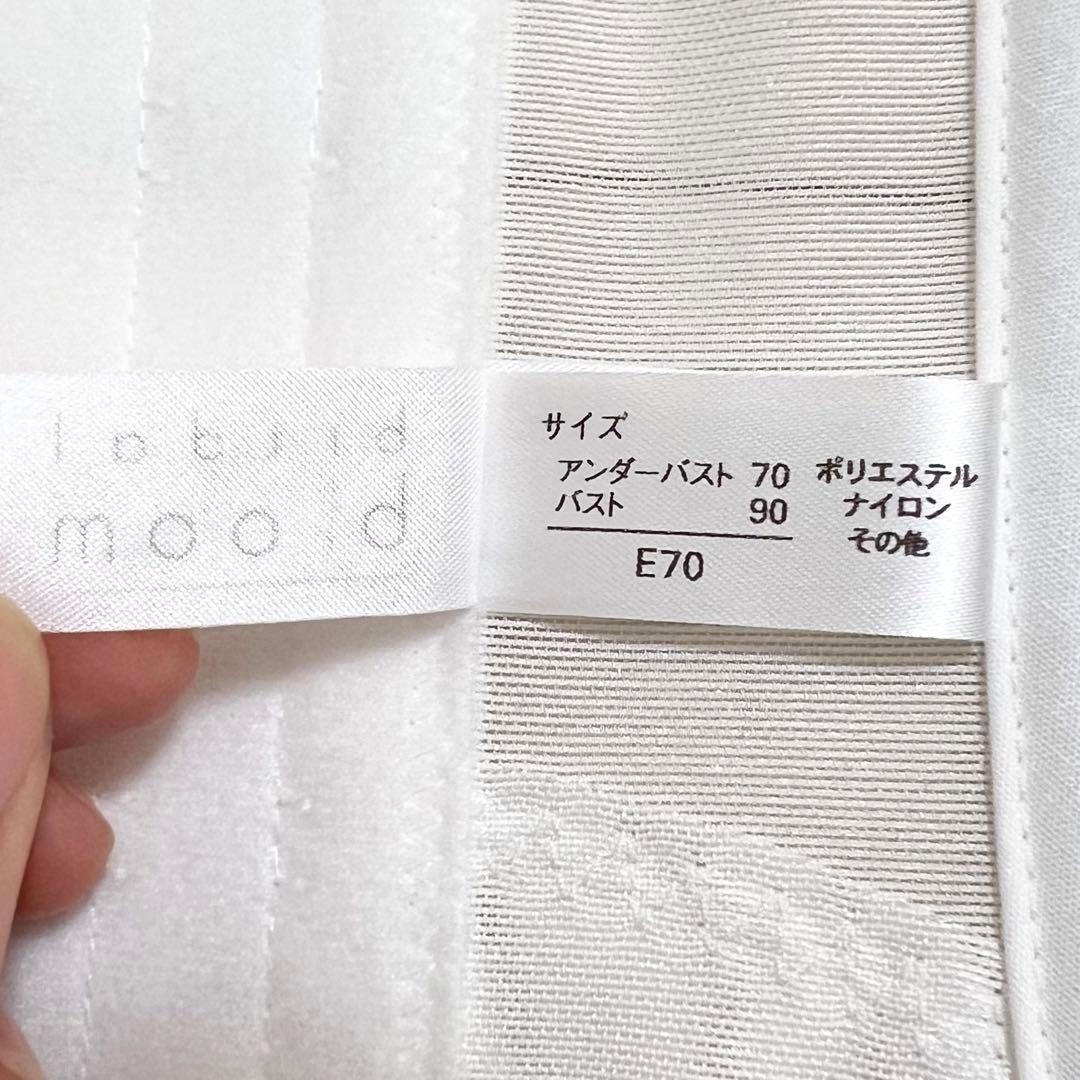 mood
サイズ
アンダーバスト 70
バスト 90
E70
ポリエステル
ナイロン
その他